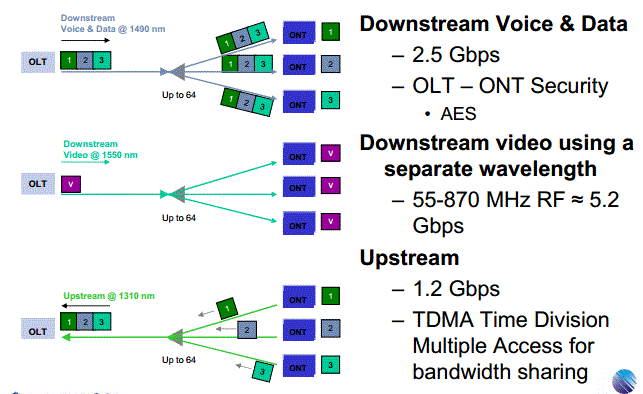 Downstream
Voice & Data @ 1490 nm
OLT
1 2 3
1 2 3
1 2 3
1 2 3
ONT
1
ONT
2
ONT
3
Up to 64
Downstream
Video @ 1550 nm
OLT
V
ONT
V
ONT
V
ONT
V
Up to 64
Upstream @ 1310 nm
OLT
1 2 3
1
2
3
ONT
1
ONT
2
ONT
3
Up to 64
Downstream Voice & Data
– 2.5 Gbps
– OLT – ONT Security
• AES
Downstream video using a
separate wavelength
– 55-870 MHz RF ≈ 5.2
Gbps
Upstream
– 1.2 Gbps
– TDMA Time Division
Multiple Access for
bandwidth sharing